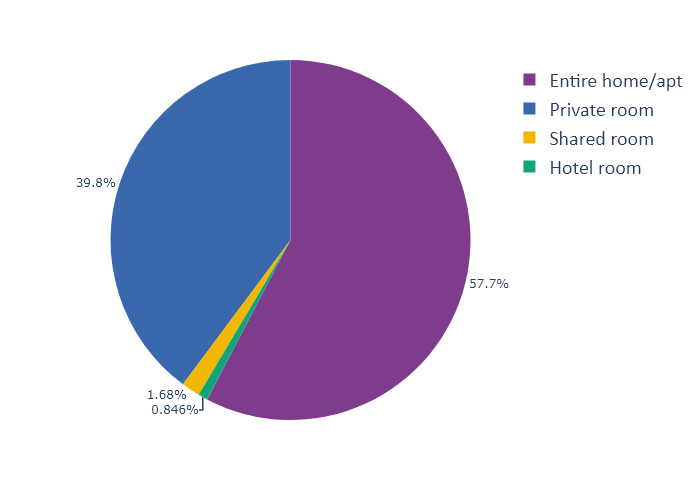 Entire home/apt
Private room
Shared room
Hotel room
39.8%
57.7%
1.68%
0.846%